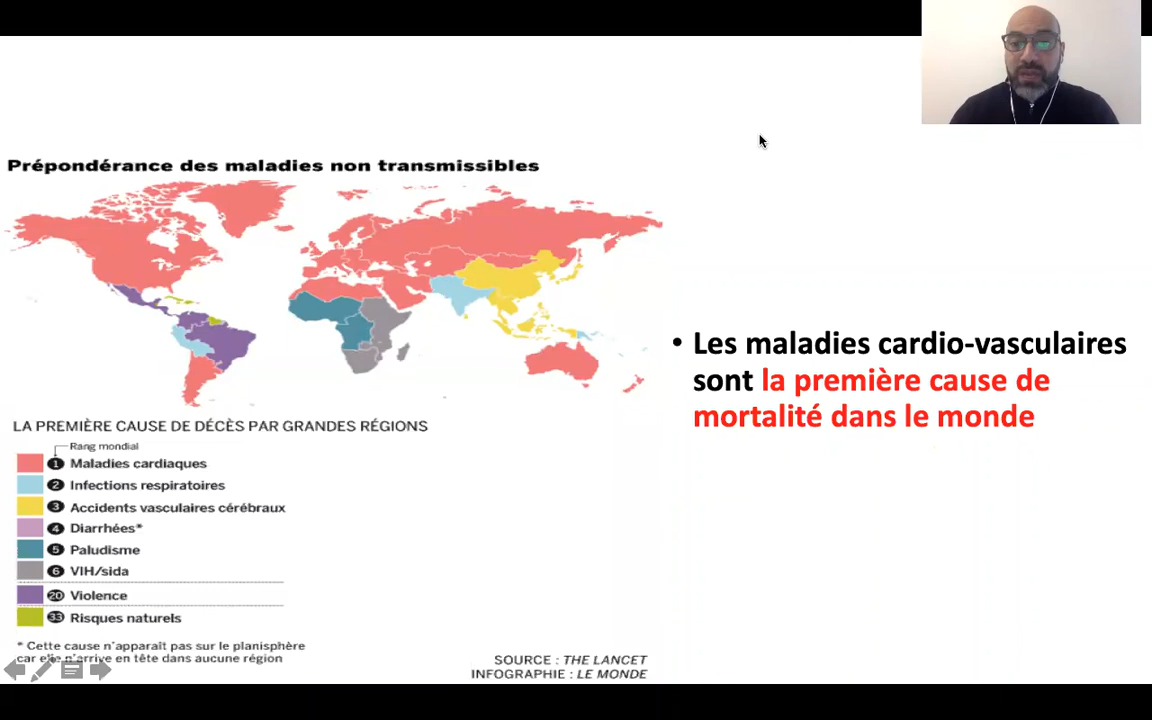 Prépondérance des maladies non transmissibles
• Les maladies cardio-vasculaires
sont la première cause de
mortalité dans le monde
LA PREMIÈRE CAUSE DE DÉCÈS PAR GRANDES RÉGIONS
Rang mondial
1 Maladies cardiaques
2 Infections respiratoires
3 Accidents vasculaires cérébraux
4 Diarrhées*
5 Paludisme
6 VIH/sida
20 Violence
33 Risques naturels
* Cette cause n'apparaît pas sur le planisphère
car elle n'arrive en tête dans aucune région
SOURCE : THE LANCET
INFOGRAPHIE : LE MONDE